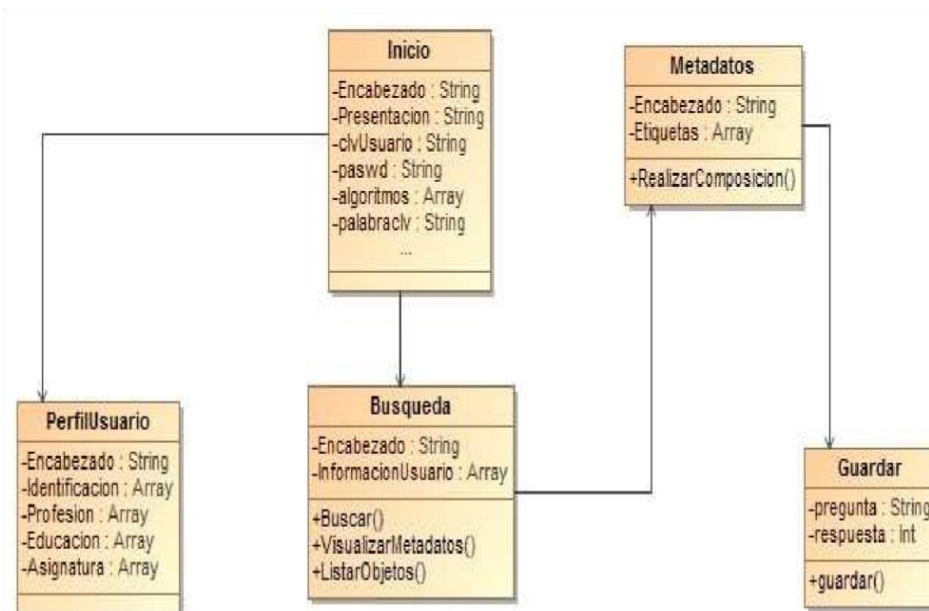 Inicio
-Encabezado : String
-Presentacion : String
-clvUsuario : String
-paswd : String
-algoritmos : Array
-palabraclv : String
...
Metadatos
-Encabezado : String
-Etiquetas : Array
+RealizarComposicion()
PerfilUsuario
-Encabezado : String
-Identificacion : Array
-Profesion : Array
-Educacion : Array
-Asignatura : Array
Busqueda
-Encabezado : String
-InformacionUsuario : Array
+Buscar()
+VisualizarMetadatos()
+ListarObjetos()
Guardar
-pregunta : String
-respuesta : Int
+guardar()